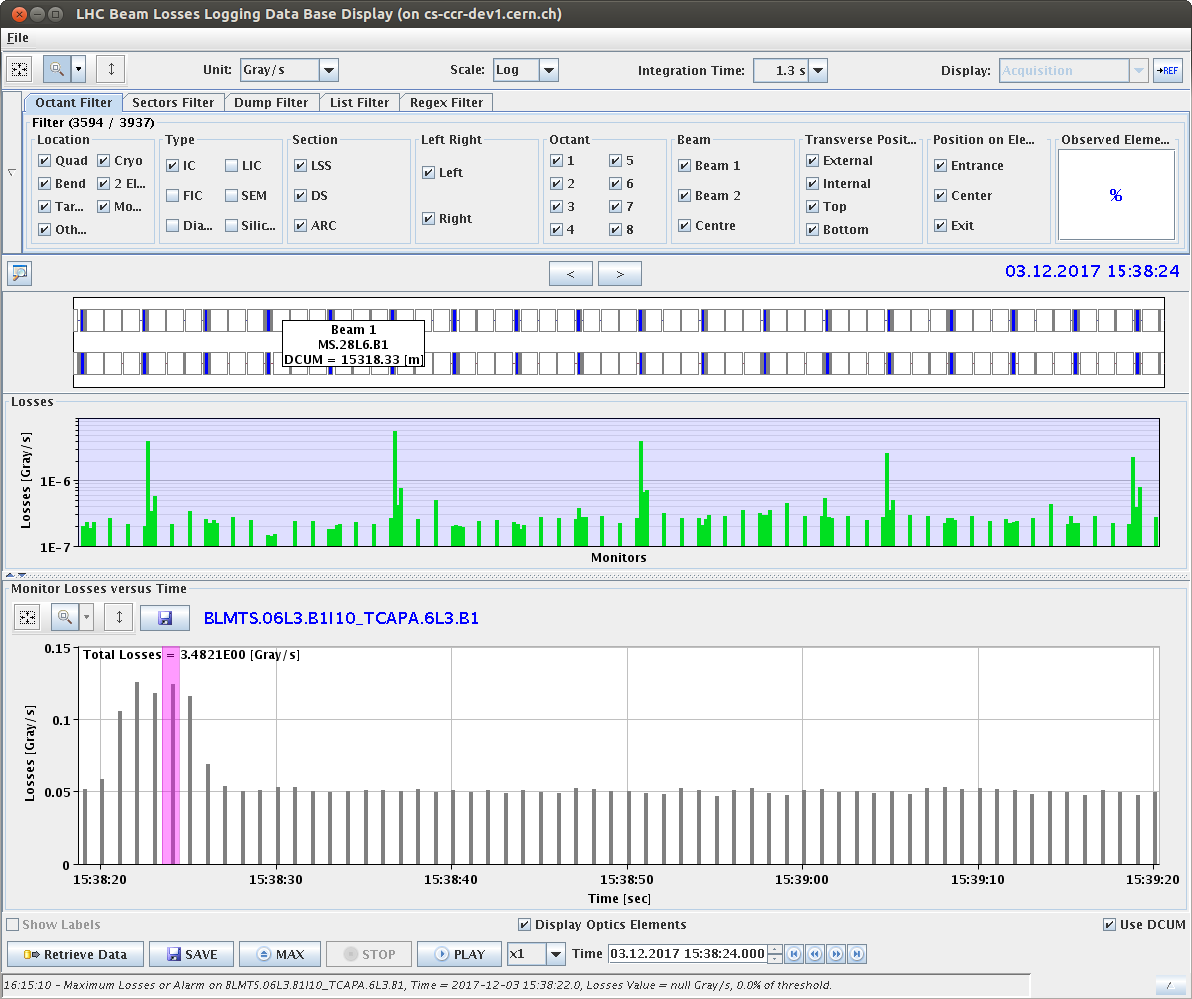 LHC Beam Losses Logging Data Base Display (on cs-ccr-dev1.cern.ch)
File
Unit: Gray/s Scale: Log Integration Time: 1.3 s Display: Acquisition REF
Octant Filter Sectors Filter Dump Filter List Filter Regex Filter
Filter (3594 / 3937)
Location Type Section Left Right Octant Beam Transverse Posit... Position on Ele... Observed Eleme...
Quad Cryo IC LIC LSS Left 1 5 Beam 1 External Entrance
Bend 2 El... FIC SEM DS 2 6 Beam 2 Internal Center %
Tar... Mo... Dia... Silic... ARC Right 3 7 Centre Top Exit
Oth... 4 8 Bottom
< > 03.12.2017 15:38:24
Beam 1
MS.28L6.B1
DCUM = 15318.33 [m]
Losses
Losses [Gray/s]
1E-6
1E-7
Monitors
Monitor Losses versus Time
BLMTS.06L3.B1I10_TCAPA.6L3.B1
Total Losses = 3.4821E00 [Gray/s]
Losses [Gray/s]
0.15
0.1
0.05
0
15:38:20 15:38:30 15:38:40 15:38:50 15:39:00 15:39:10 15:39:20
Time [sec]
Show Labels Display Optics Elements Use DCUM
Retrieve Data SAVE MAX STOP PLAY x1 Time 03.12.2017 15:38:24.000
16:15:10 - Maximum Losses or Alarm on BLMTS.06L3.B1I10_TCAPA.6L3.B1, Time = 2017-12-03 15:38:22.0, Losses Value = null Gray/s, 0.0% of threshold.